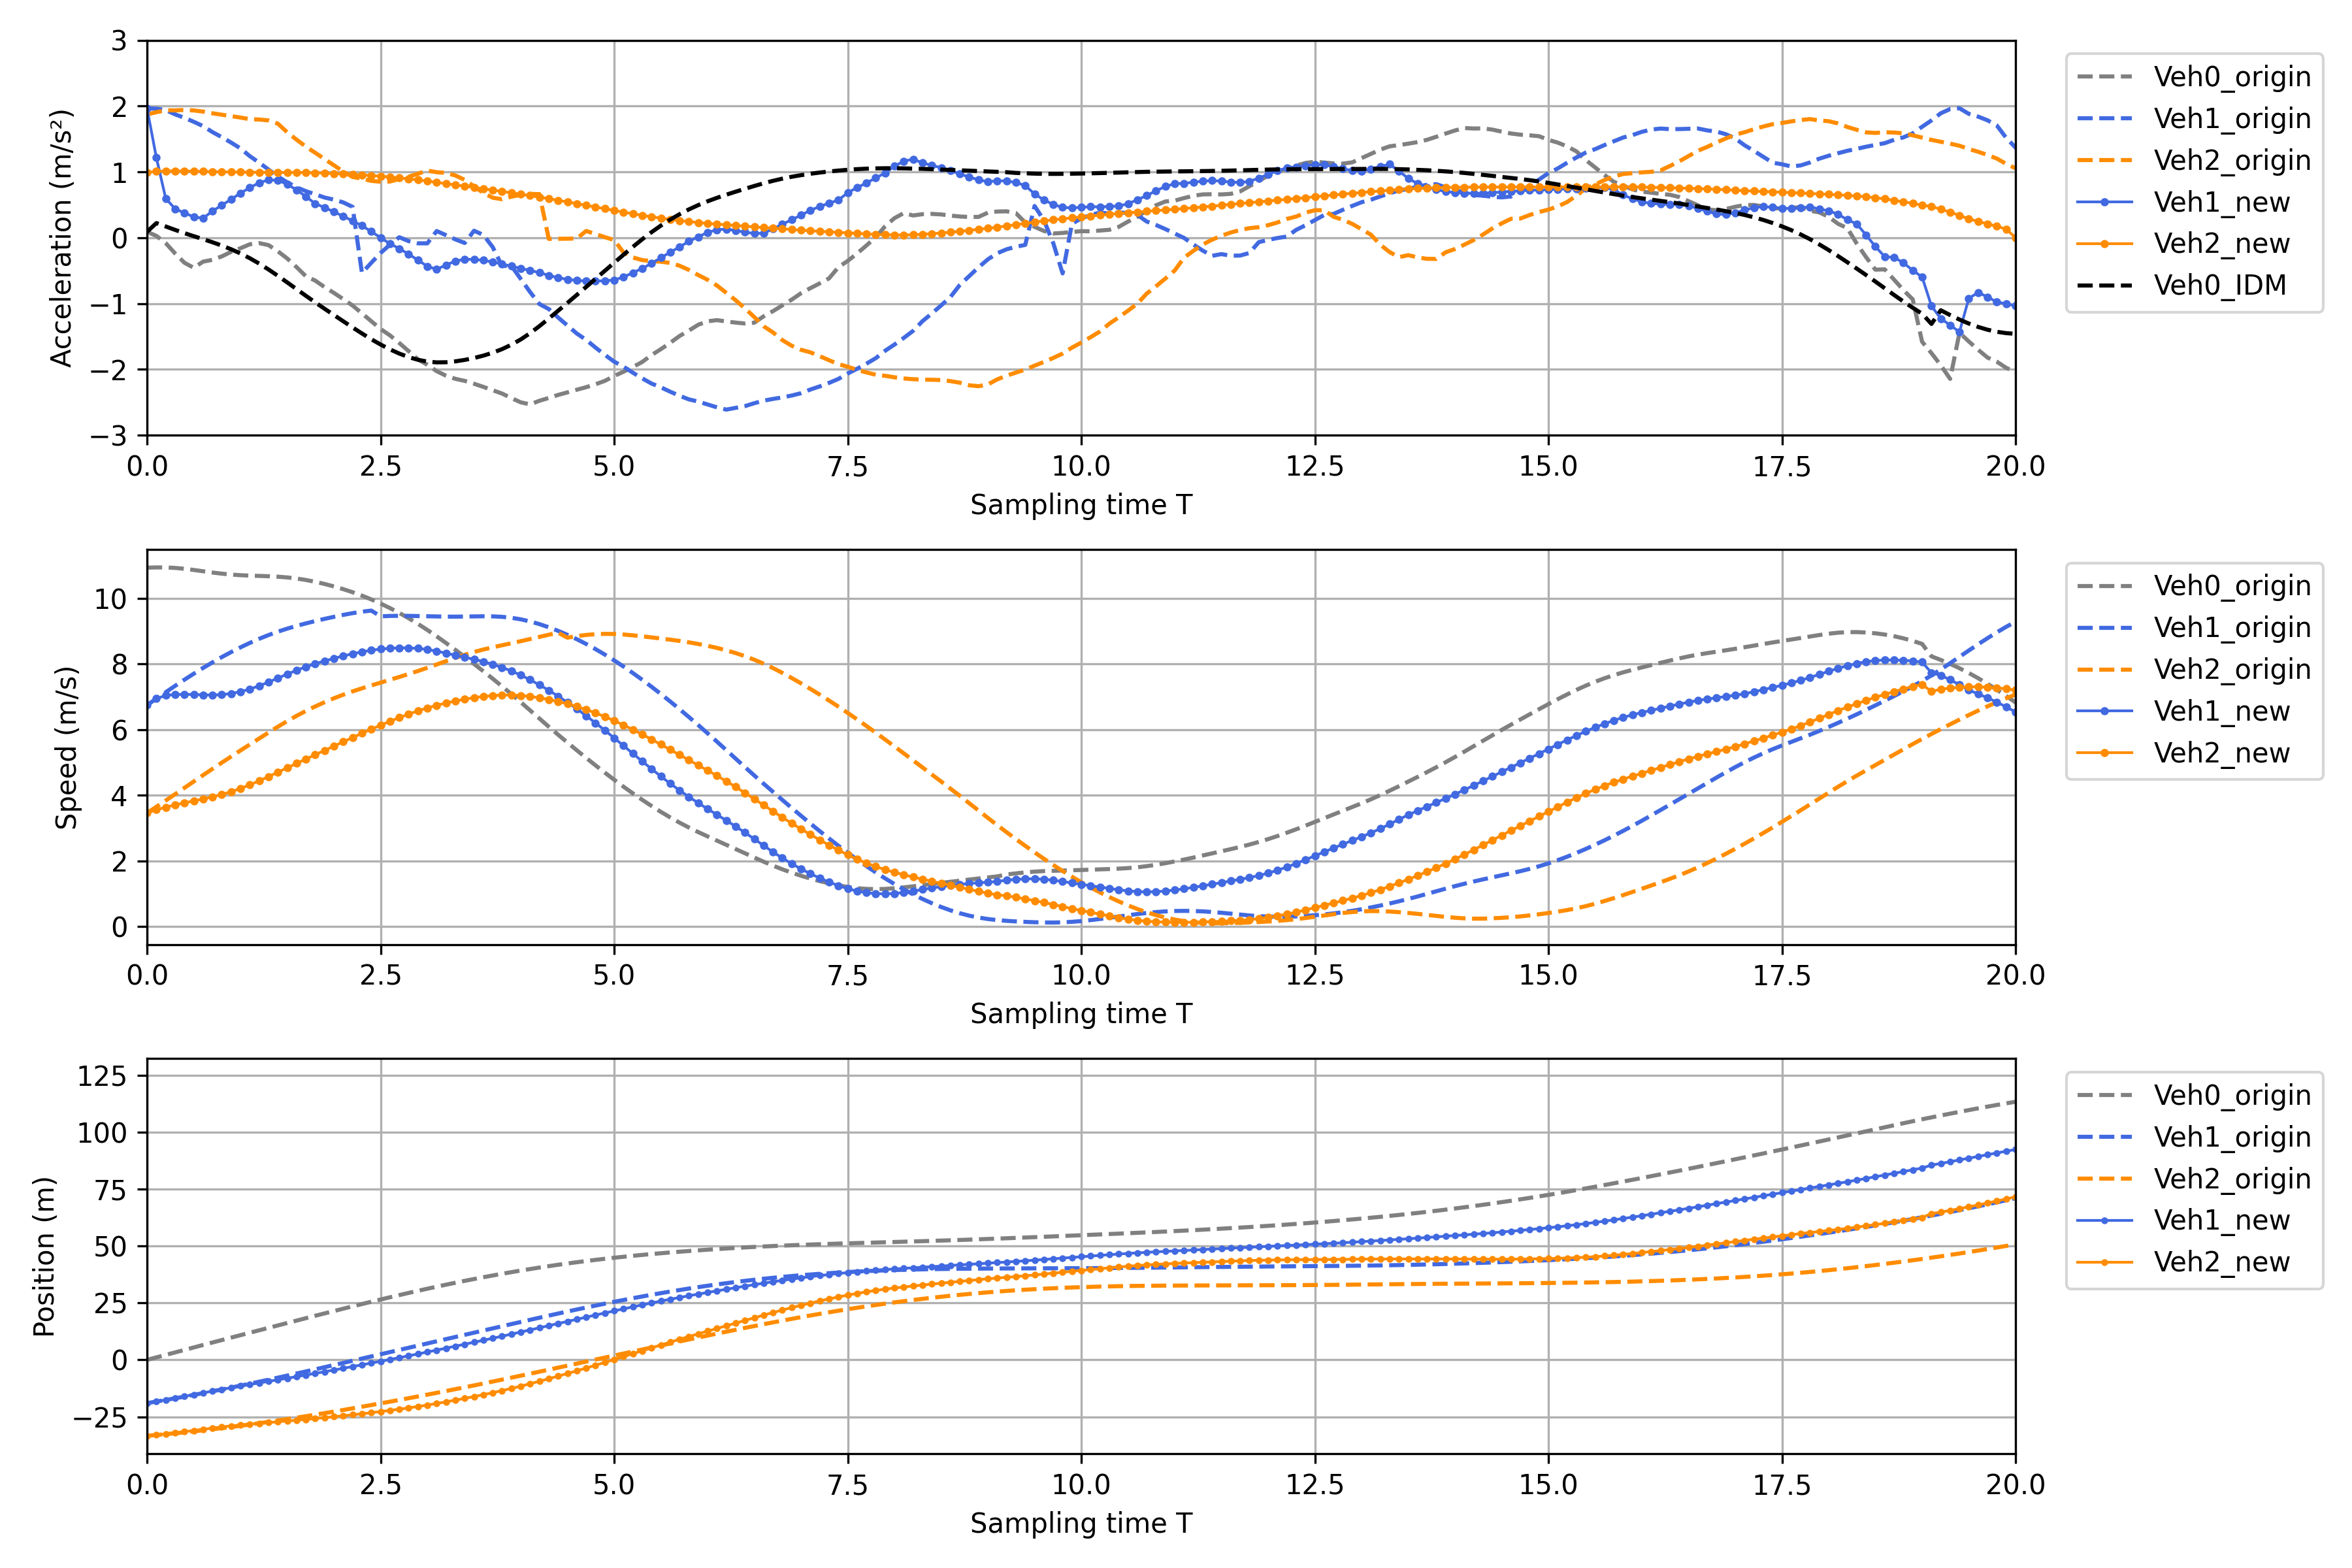 3
2
1
0
−1
−2
−3
Acceleration (m/s²)
0.0 2.5 5.0 7.5 10.0 12.5 15.0 17.5 20.0
Sampling time T
Veh0_origin
Veh1_origin
Veh2_origin
Veh1_new
Veh2_new
Veh0_IDM
10
8
6
4
2
0
Speed (m/s)
0.0 2.5 5.0 7.5 10.0 12.5 15.0 17.5 20.0
Sampling time T
Veh0_origin
Veh1_origin
Veh2_origin
Veh1_new
Veh2_new
125
100
75
50
25
0
−25
Position (m)
0.0 2.5 5.0 7.5 10.0 12.5 15.0 17.5 20.0
Sampling time T
Veh0_origin
Veh1_origin
Veh2_origin
Veh1_new
Veh2_new